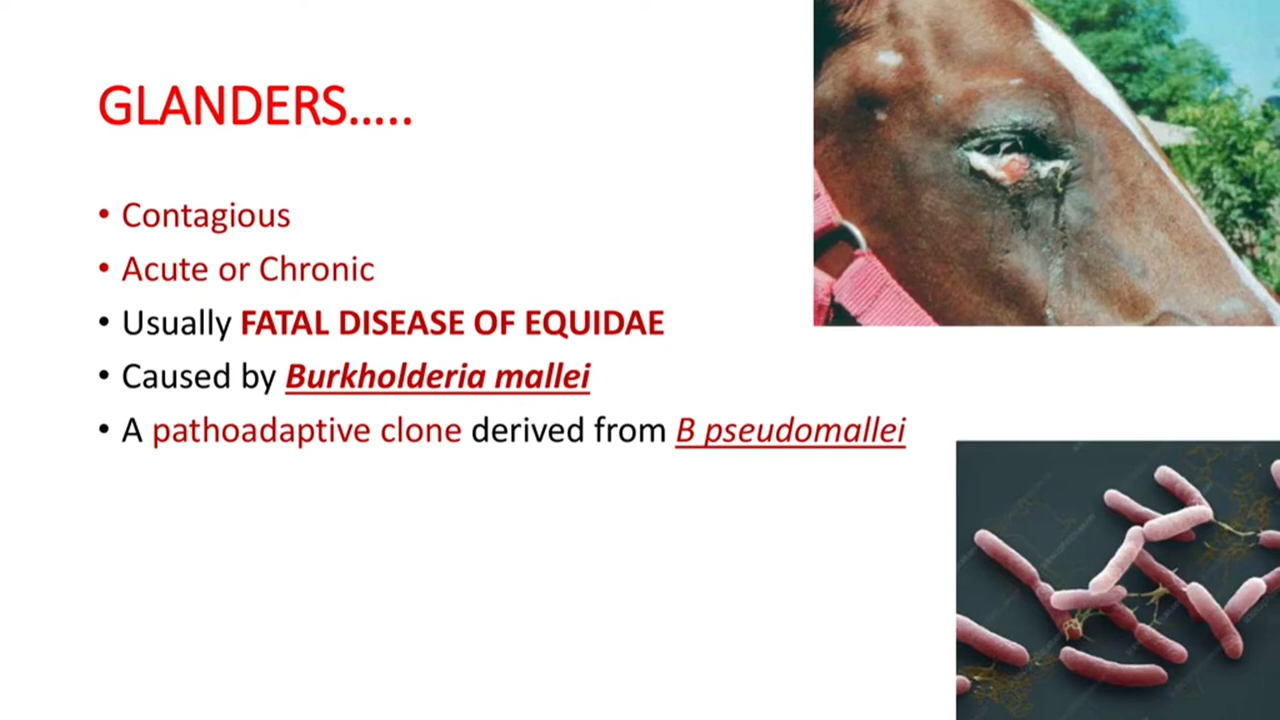 GLANDERS.....
• Contagious
• Acute or Chronic
• Usually FATAL DISEASE OF EQUIDAE
• Caused by Burkholderia mallei
• A pathoadaptive clone derived from B pseudomallei